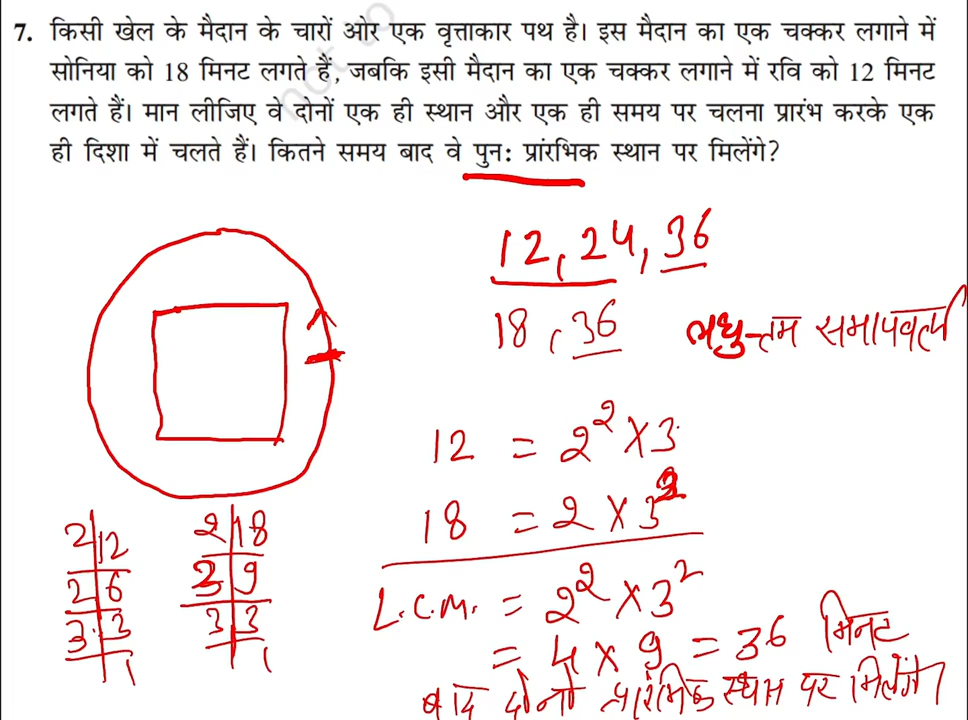 7. किसी खेल के मैदान के चारों ओर एक वृत्ताकार पथ है। इस मैदान का एक चक्कर लगाने में
सोनिया को 18 मिनट लगते हैं, जबकि इसी मैदान का एक चक्कर लगाने में रवि को 12 मिनट
लगते हैं। मान लीजिए वे दोनों एक ही स्थान और एक ही समय पर चलना प्रारंभ करके एक
ही दिशा में चलते हैं। कितने समय बाद वे पुन: प्रांरभिक स्थान पर मिलेंगे?
12, 24, 36
18, 36 लघु-तम समापवर्त्य
12 = 2² × 3
18 = 2 × 3²
2 | 12
2 | 6
3 | 3
1
2 | 18
3 | 9
3 | 3
1
L.C.M. = 2² × 3²
= 4 × 9 = 36 मिनट
बाद दोनों प्रारंभिक स्थान पर मिलेंगे।